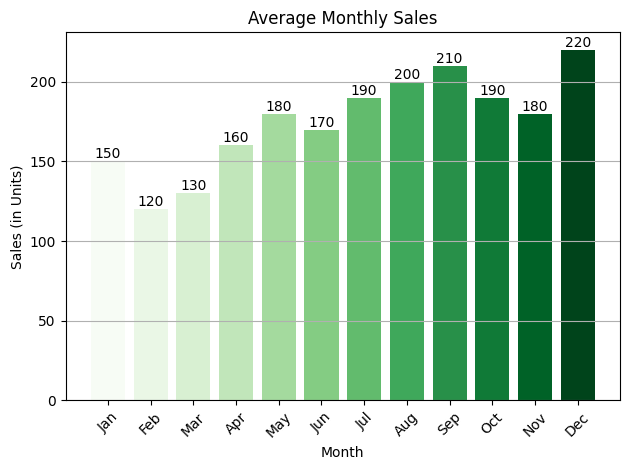 Average Monthly Sales
Sales (in Units)
200
150
100
50
0
150
120
130
160
180
170
190
200
210
190
180
220
Jan
Feb
Mar
Apr
May
Jun
Jul
Aug
Sep
Oct
Nov
Dec
Month